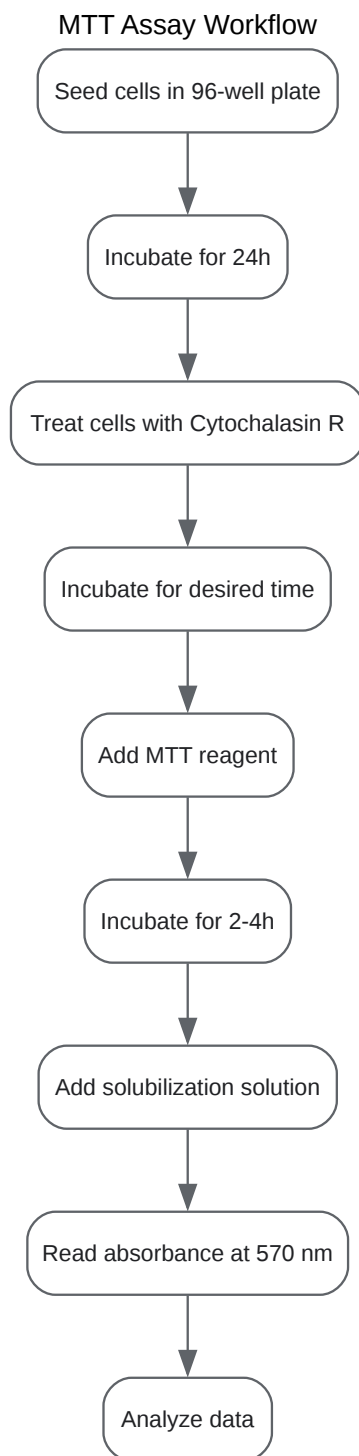 MTT Assay Workflow
Seed cells in 96-well plate
Incubate for 24h
Treat cells with Cytochalasin R
Incubate for desired time
Add MTT reagent
Incubate for 2-4h
Add solubilization solution
Read absorbance at 570 nm
Analyze data